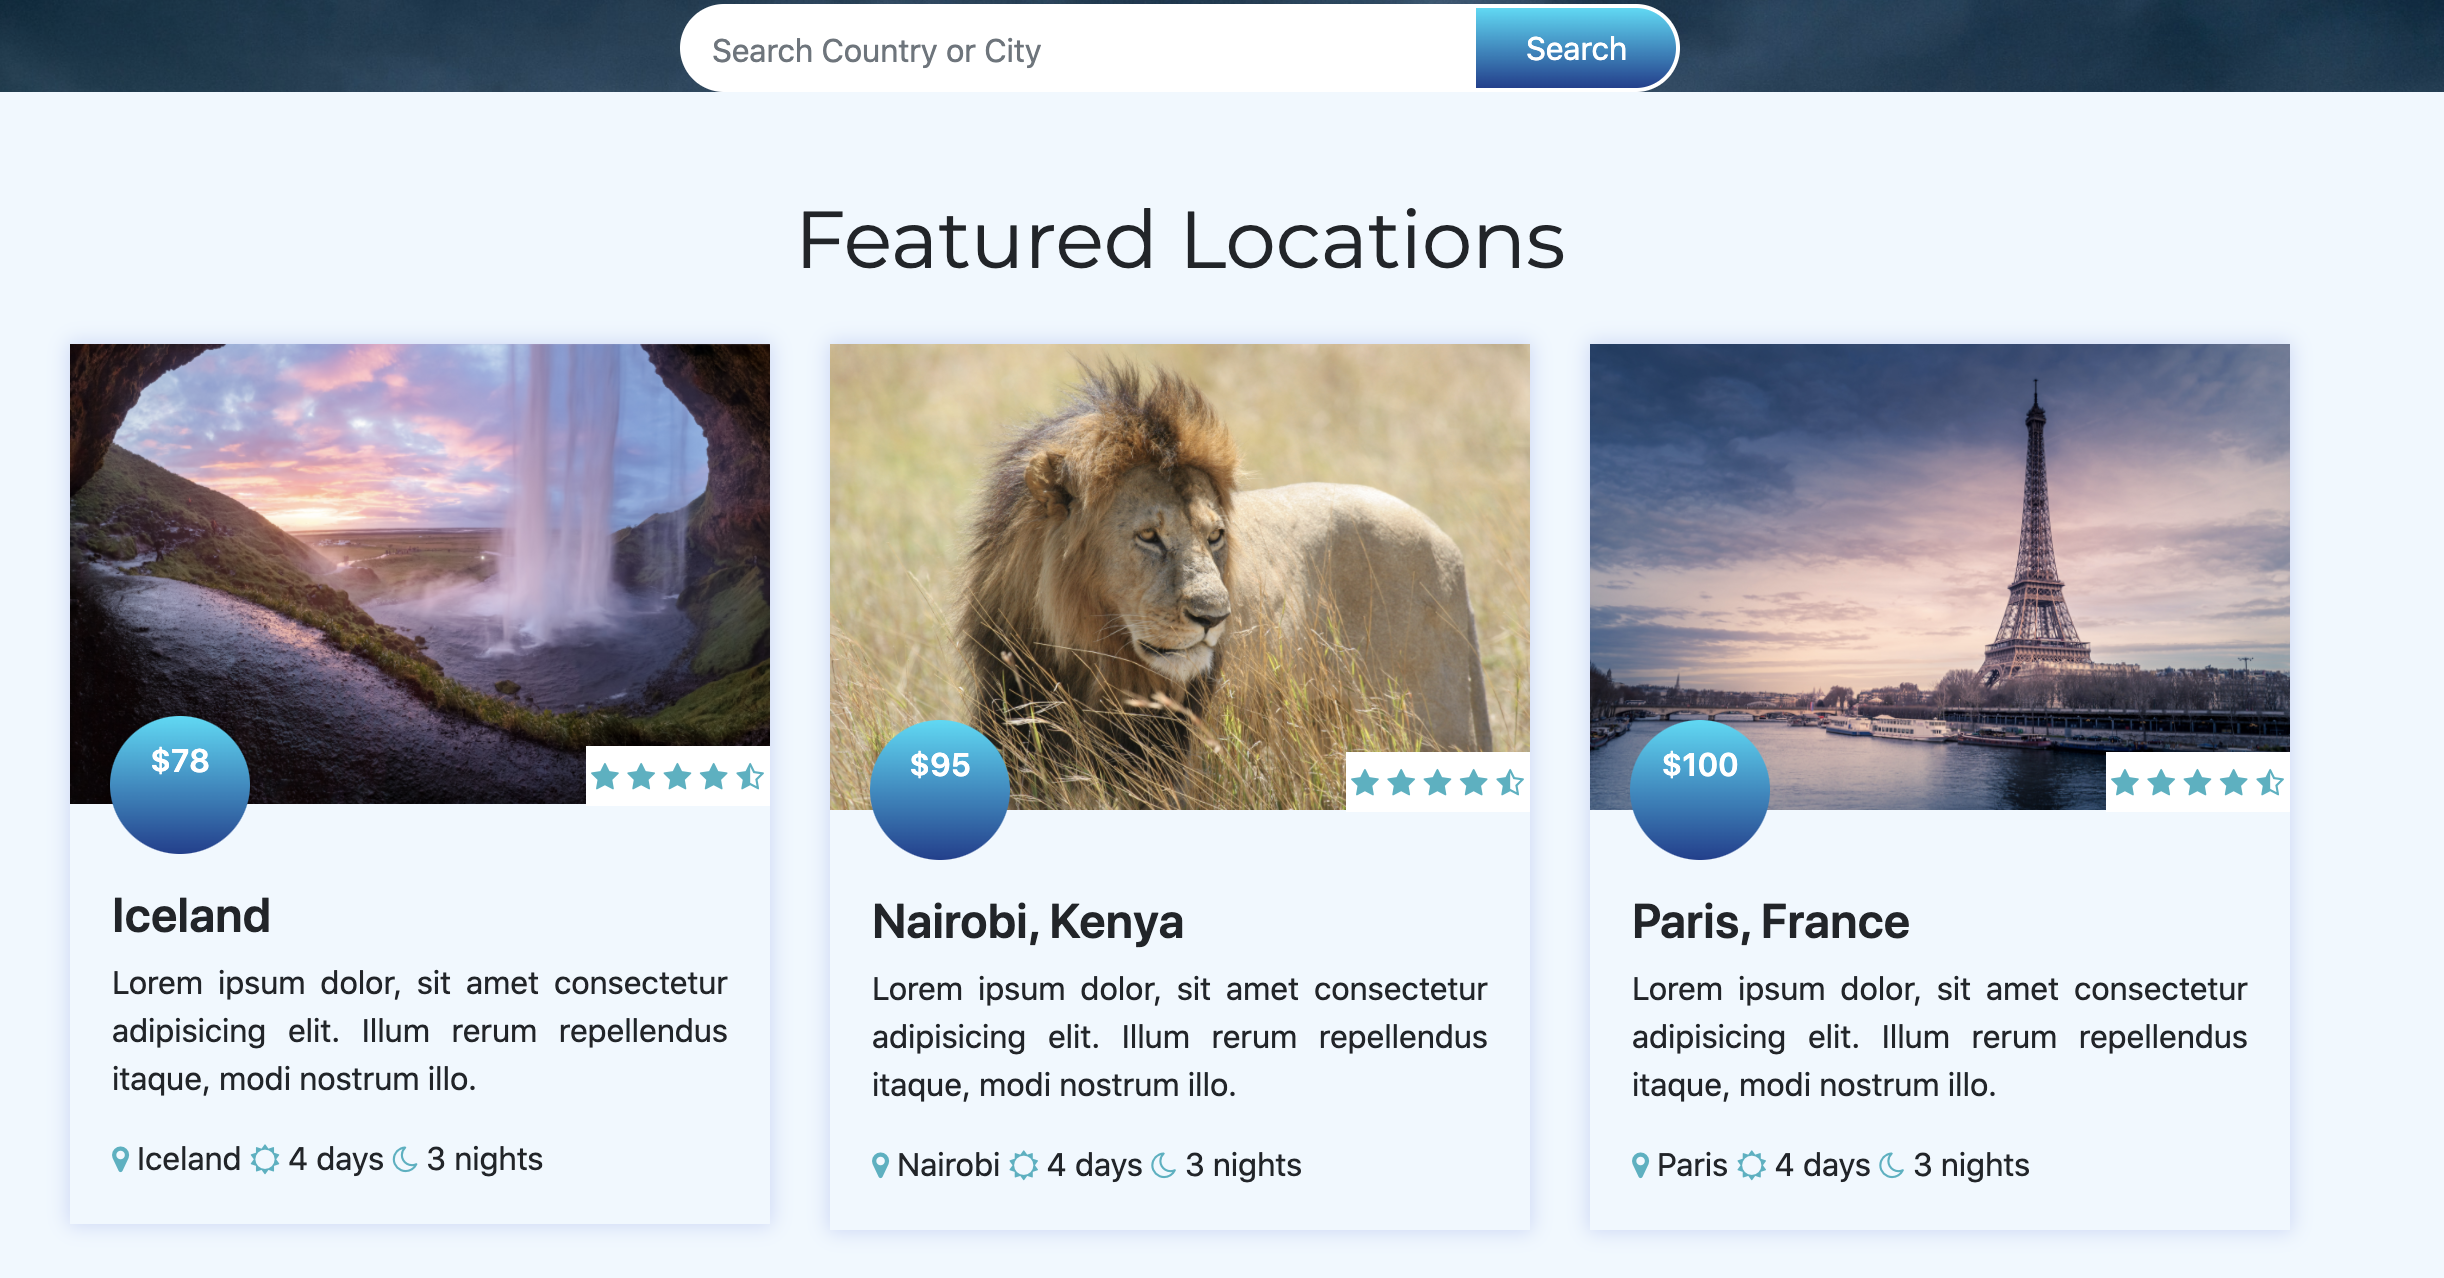 Search Country or City
Search
Featured Locations
$78
Iceland
Lorem ipsum dolor, sit amet consectetur
adipisicing elit. Illum rerum repellendus
itaque, modi nostrum illo.
Iceland 4 days 3 nights
$95
Nairobi, Kenya
Lorem ipsum dolor, sit amet consectetur
adipisicing elit. Illum rerum repellendus
itaque, modi nostrum illo.
Nairobi 4 days 3 nights
$100
Paris, France
Lorem ipsum dolor, sit amet consectetur
adipisicing elit. Illum rerum repellendus
itaque, modi nostrum illo.
Paris 4 days 3 nights